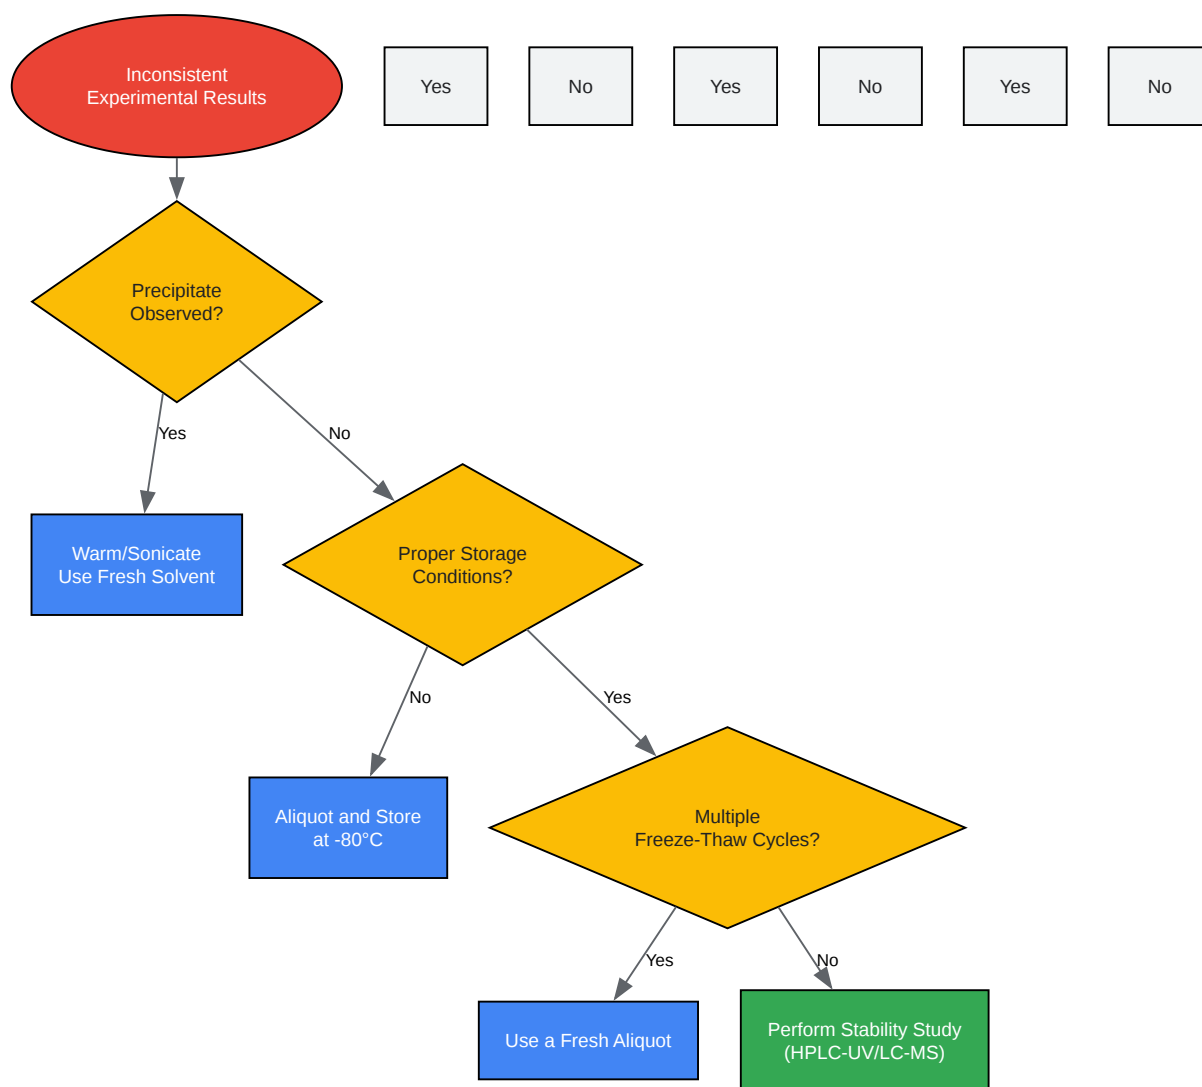 Inconsistent
Experimental Results
Yes
No
Yes
No
Yes
No
Precipitate
Observed?
Yes
No
Warm/Sonicate
Use Fresh Solvent
Proper Storage
Conditions?
No
Yes
Aliquot and Store
at -80°C
Multiple
Freeze-Thaw Cycles?
Yes
No
Use a Fresh Aliquot
Perform Stability Study
(HPLC-UV/LC-MS)